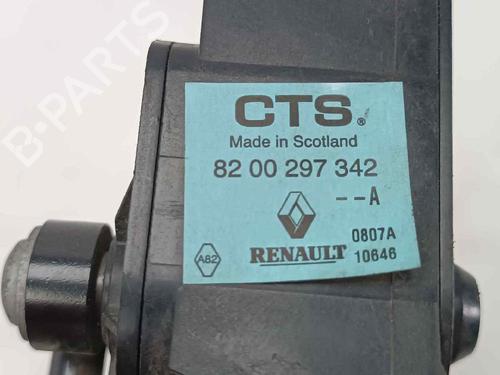 CTS®
Made in Scotland
82 00 297 342
--A
0807A
A82
RENAULT 10646
B-PARTS